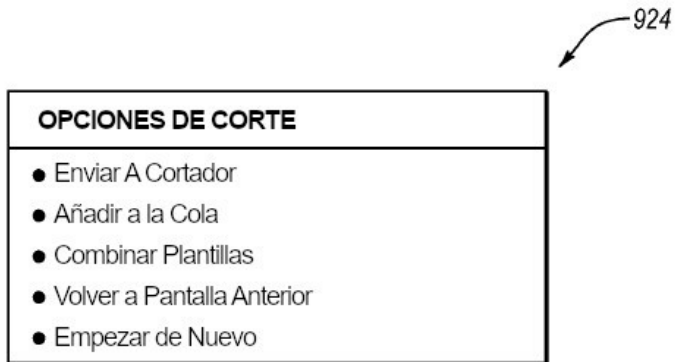 924
OPCIONES DE CORTE
● Enviar A Cortador
● Añadir a la Cola
● Combinar Plantillas
● Volver a Pantalla Anterior
● Empezar de Nuevo